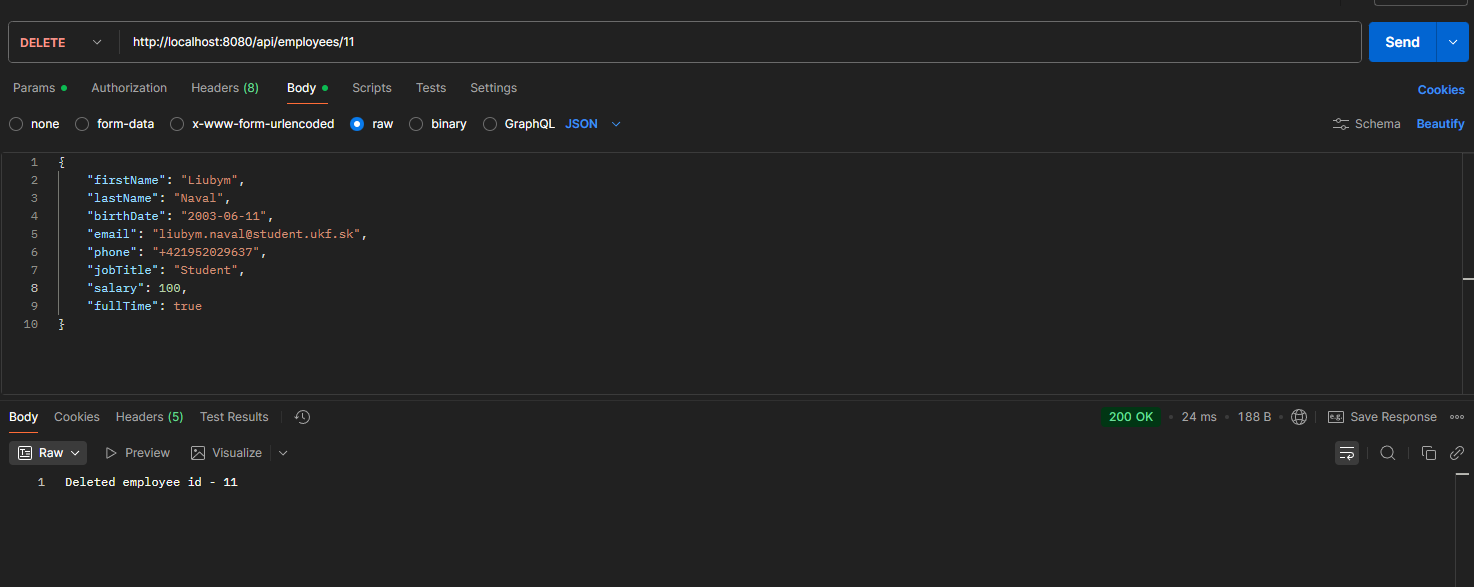 DELETE http://localhost:8080/api/employees/11 Send
Params Authorization Headers (8) Body Scripts Tests Settings Cookies
none form-data x-www-form-urlencoded raw binary GraphQL JSON Schema Beautify
1 {
2 "firstName": "Liubym",
3 "lastName": "Naval",
4 "birthDate": "2003-06-11",
5 "email": "liubym.naval@student.ukf.sk",
6 "phone": "+421952029637",
7 "jobTitle": "Student",
8 "salary": 100,
9 "fullTime": true
10 }
Body Cookies Headers (5) Test Results 200 OK • 24 ms • 188 B • e.g. Save Response
Raw Preview Visualize
1 Deleted employee id - 11